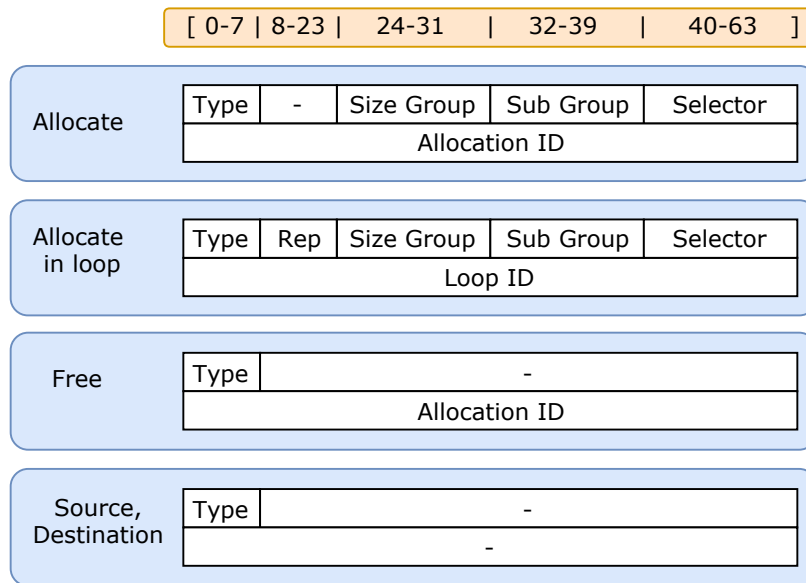 [ 0-7 | 8-23 | 24-31 | 32-39 | 40-63 ]
Allocate
Type - Size Group Sub Group Selector
Allocation ID
Allocate
in loop
Type Rep Size Group Sub Group Selector
Loop ID
Free
Type -
Allocation ID
Source,
Destination
Type -
-